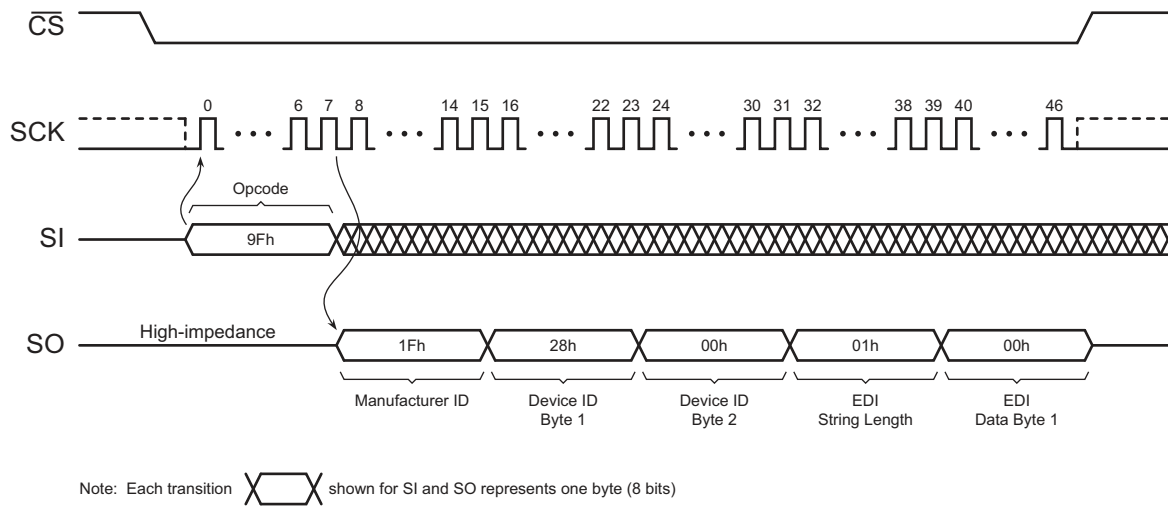 CS
SCK
0 6 7 8 14 15 16 22 23 24 30 31 32 38 39 40 46
Opcode
SI
9Fh
High-impedance
SO
1Fh 28h 00h 01h 00h
Manufacturer ID
Device ID
Byte 1
Device ID
Byte 2
EDI
String Length
EDI
Data Byte 1
Note: Each transition shown for SI and SO represents one byte (8 bits)